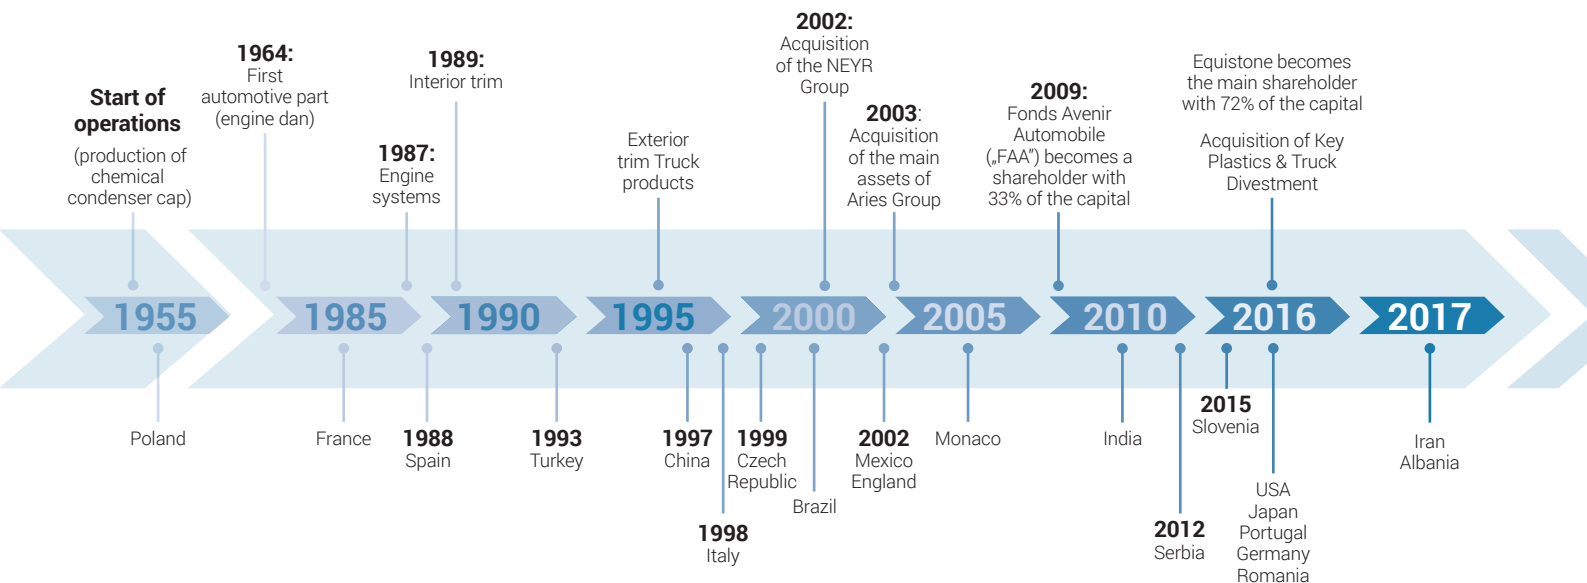 Start of
operations
(production of
chemical
condenser cap)
1964:
First
automotive part
(engine dan)
1987:
Engine
systems
1989:
Interior trim
Exterior
trim Truck
products
2002:
Acquisition
of the NEYR
Group
2003:
Acquisition
of the main
assets of
Aries Group
2009:
Fonds Avenir
Automobile
(„FAA”) becomes a
shareholder with
33% of the capital
Equistone becomes
the main shareholder
with 72% of the capital
Acquisition of Key
Plastics & Truck
Divestment
1955
1985
1990
1995
2000
2005
2010
2016
2017
Poland
France
1988
Spain
1993
Turkey
1997
China
1998
Italy
1999
Czech
Republic
Brazil
2002
Mexico
England
Monaco
India
2012
Serbia
2015
Slovenia
USA
Japan
Portugal
Germany
Romania
Iran
Albania